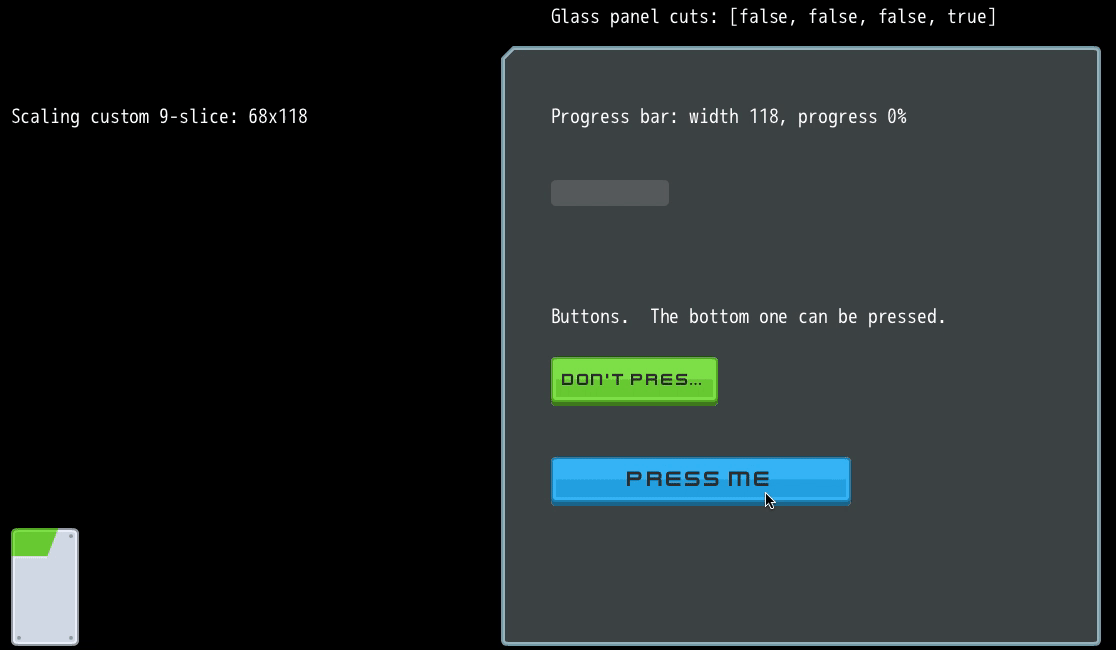 Glass panel cuts: [false, false, false, true]
Scaling custom 9-slice: 68x118
Progress bar: width 118, progress 0%
Buttons.  The bottom one can be pressed.
DON'T PRES...
PRESS ME